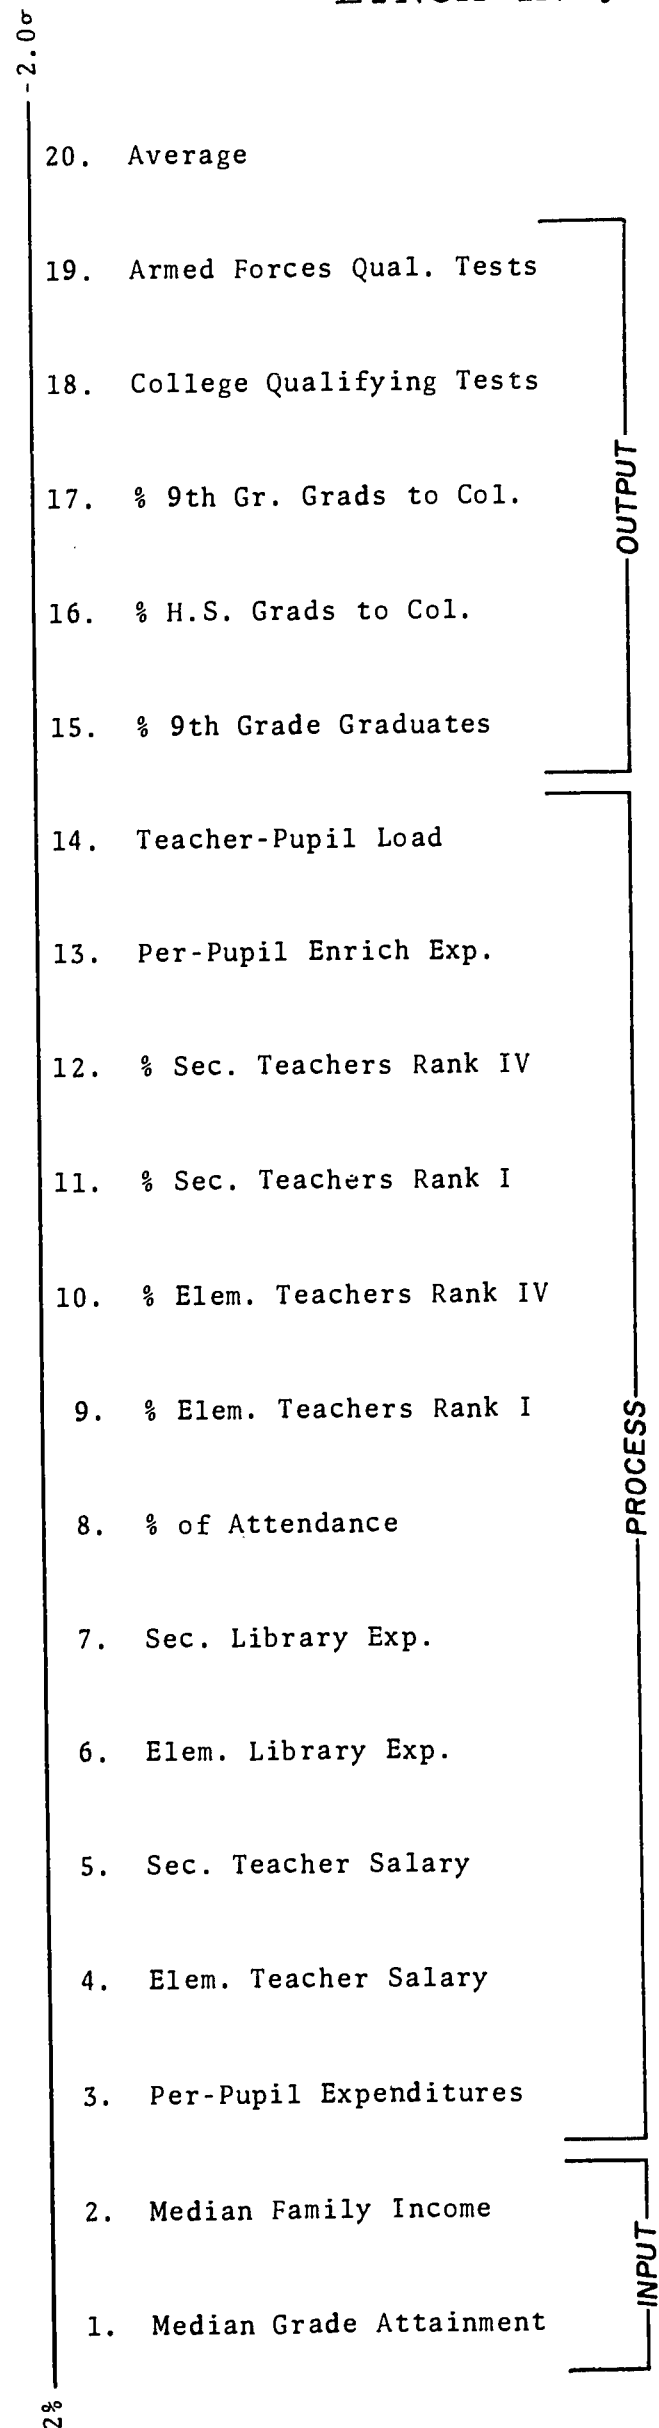 -2.0σ
20. Average
19. Armed Forces Qual. Tests
18. College Qualifying Tests
17. % 9th Gr. Grads to Col.
16. % H.S. Grads to Col.
15. % 9th Grade Graduates
OUTPUT
14. Teacher-Pupil Load
13. Per-Pupil Enrich Exp.
12. % Sec. Teachers Rank IV
11. % Sec. Teachers Rank I
10. % Elem. Teachers Rank IV
9. % Elem. Teachers Rank I
8. % of Attendance
7. Sec. Library Exp.
6. Elem. Library Exp.
5. Sec. Teacher Salary
4. Elem. Teacher Salary
3. Per-Pupil Expenditures
PROCESS
2. Median Family Income
1. Median Grade Attainment
INPUT
2%